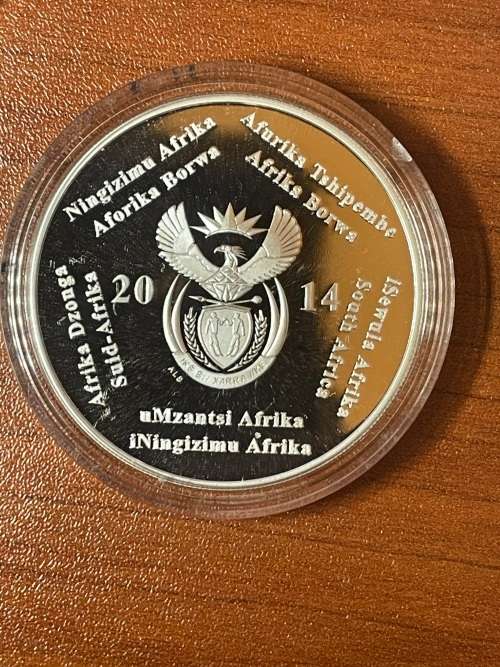 Ningizimu Afrika
Aforika Borwa
Afurika Tshipembe
Afrika Borwa
iSewula Afrika
South Africa
uMzantsi Afrika
iNingizimu Afrika
Afrika Dzonga
Suid-Afrika
20
14
ALS